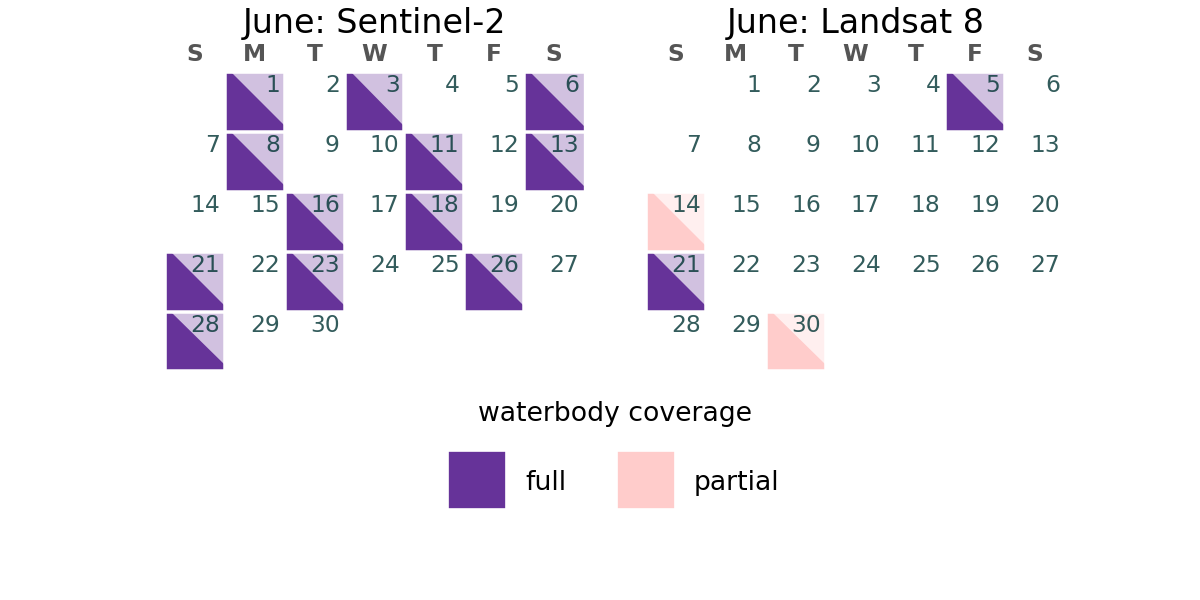 June: Sentinel-2
S M T W T F S
1 2 3 4 5 6
7 8 9 10 11 12 13
14 15 16 17 18 19 20
21 22 23 24 25 26 27
28 29 30
June: Landsat 8
S M T W T F S
1 2 3 4 5 6
7 8 9 10 11 12 13
14 15 16 17 18 19 20
21 22 23 24 25 26 27
28 29 30
waterbody coverage
full partial